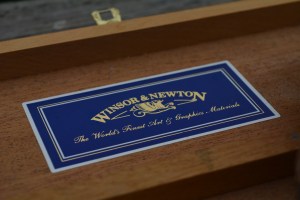 WINSOR & NEWTON
The World's Finest Art & Graphics Materials